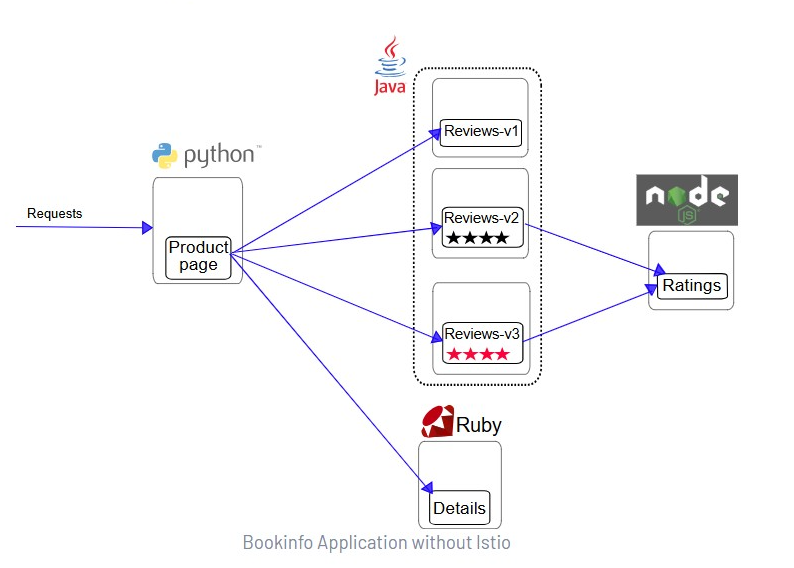 Java
Reviews-v1
python™
node
JS
Requests
Reviews-v2
Product
page
Ratings
Reviews-v3
Ruby
Details
Bookinfo Application without Istio